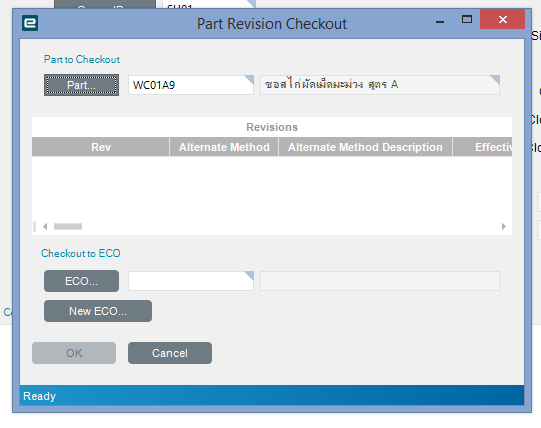 Part Revision Checkout
Part to Checkout
Part... WC01A9 ซอสไก่ผัดเม็ดมะม่วง สูตร A
Revisions
Rev Alternate Method Alternate Method Description Effectiv
Checkout to ECO
ECO...
New ECO...
OK Cancel
Ready